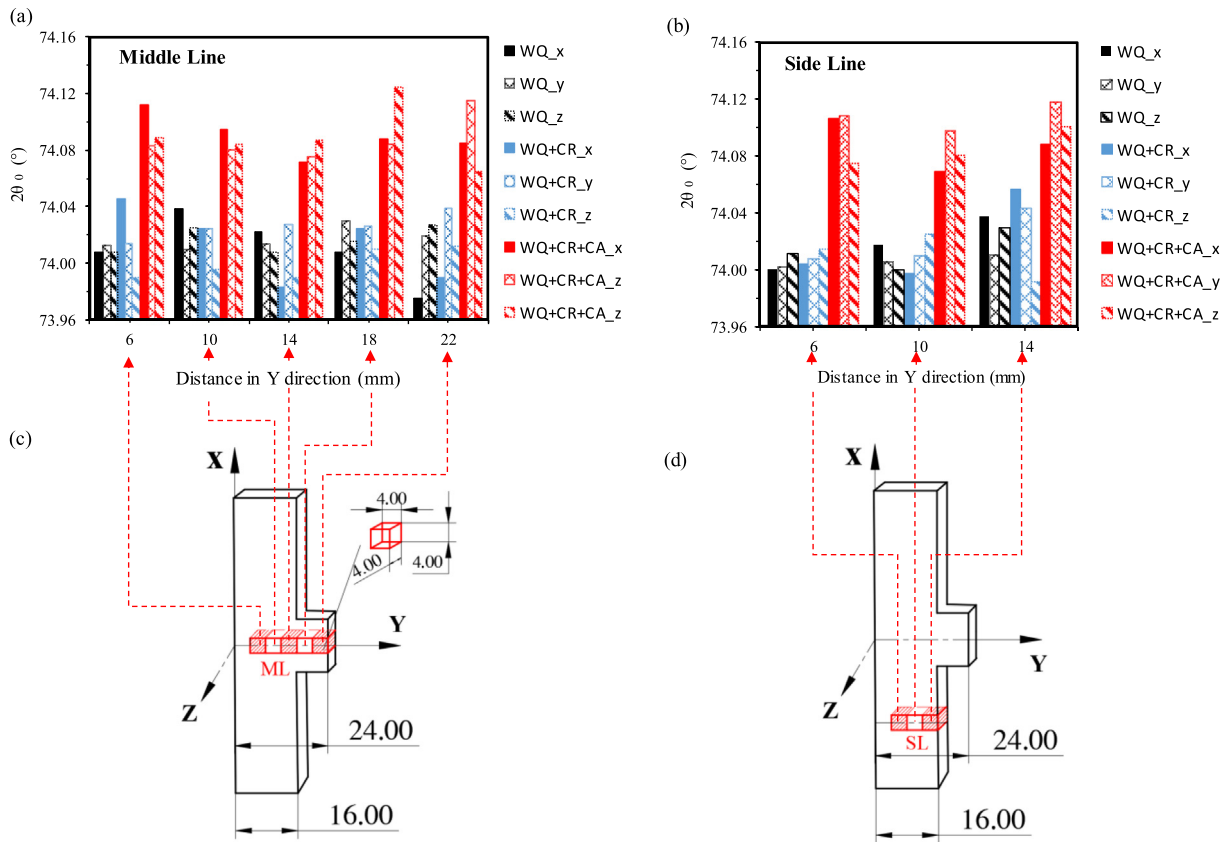 (a)
74.16
74.12
74.08
74.04
74.00
73.96
2θ 0 (°)
Middle Line
6
10
14
18
22
Distance in Y direction (mm)
WQ_x
WQ_y
WQ_z
WQ+CR_x
WQ+CR_y
WQ+CR_z
WQ+CR+CA_x
WQ+CR+CA_z
WQ+CR+CA_z
(b)
74.16
74.12
74.08
74.04
74.00
73.96
2θ 0 (°)
Side Line
6
10
14
Distance in Y direction (mm)
WQ_x
WQ_y
WQ_z
WQ+CR_x
WQ+CR_y
WQ+CR_z
WQ+CR+CA_x
WQ+CR+CA_y
WQ+CR+CA_z
(c)
X
4.00
4.00
4.00
Y
ML
Z
24.00
16.00
(d)
X
Y
Z
SL
24.00
16.00